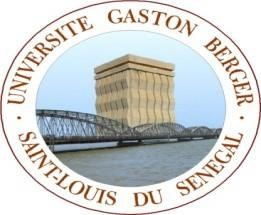 UNIVERSITE GASTON BERGER
SAINT-LOUIS DU SENEGAL